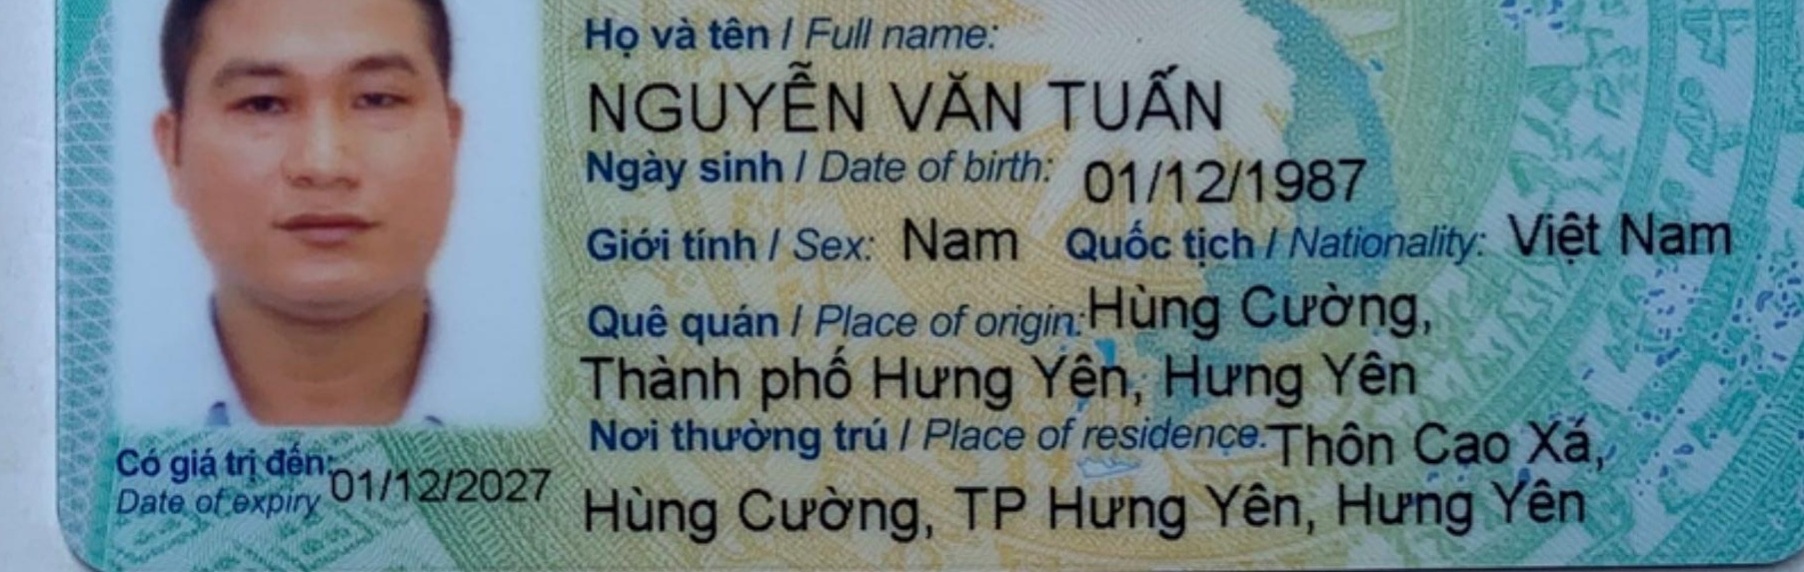 Họ và tên / Full name:
NGUYỄN VĂN TUẤN
Ngày sinh / Date of birth: 01/12/1987
Giới tính / Sex: Nam Quốc tịch / Nationality: Việt Nam
Quê quán / Place of origin: Hùng Cường,
Thành phố Hưng Yên, Hưng Yên
Nơi thường trú / Place of residence: Thôn Cao Xá,
Hùng Cường, TP Hưng Yên, Hưng Yên
Có giá trị đến: 01/12/2027
Date of expiry